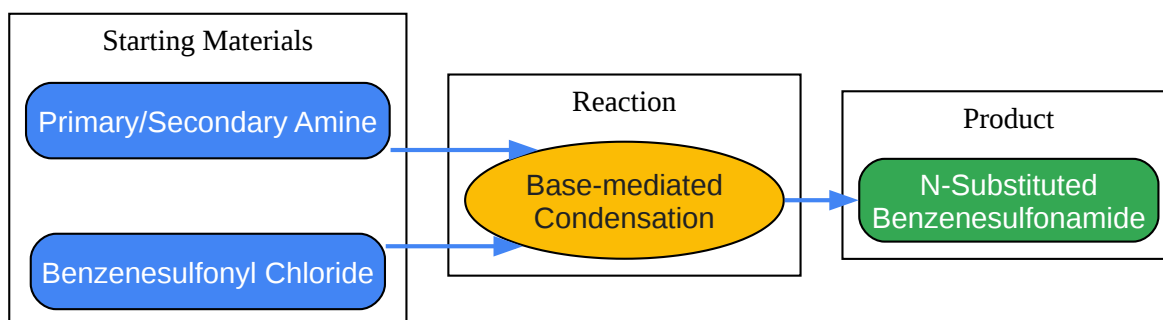 Starting Materials
Primary/Secondary Amine
Benzenesulfonyl Chloride
Reaction
Base-mediated
Condensation
Product
N-Substituted
Benzenesulfonamide